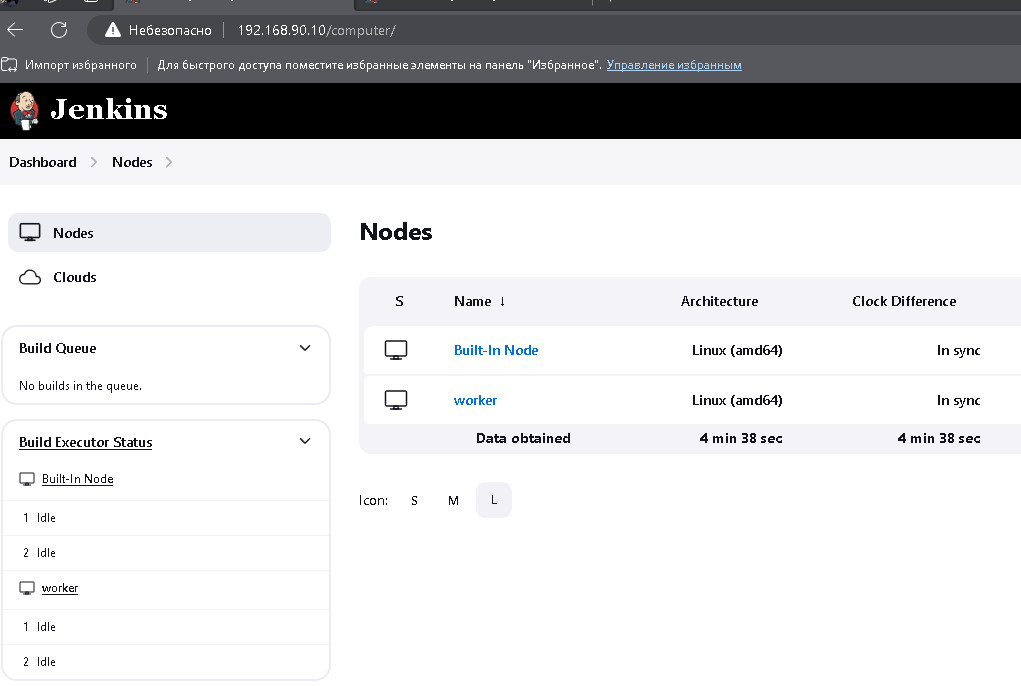 Небезопасно 192.168.90.10/computer/
Импорт избранного Для быстрого доступа поместите избранные элементы на панель "Избранное". Управление избранным
Jenkins
Dashboard Nodes
Nodes
Clouds
Build Queue
No builds in the queue.
Build Executor Status
Built-In Node
1 Idle
2 Idle
worker
1 Idle
2 Idle
Nodes
S Name ↓ Architecture Clock Difference
Built-In Node Linux (amd64) In sync
worker Linux (amd64) In sync
Data obtained 4 min 38 sec 4 min 38 sec
Icon: S M L